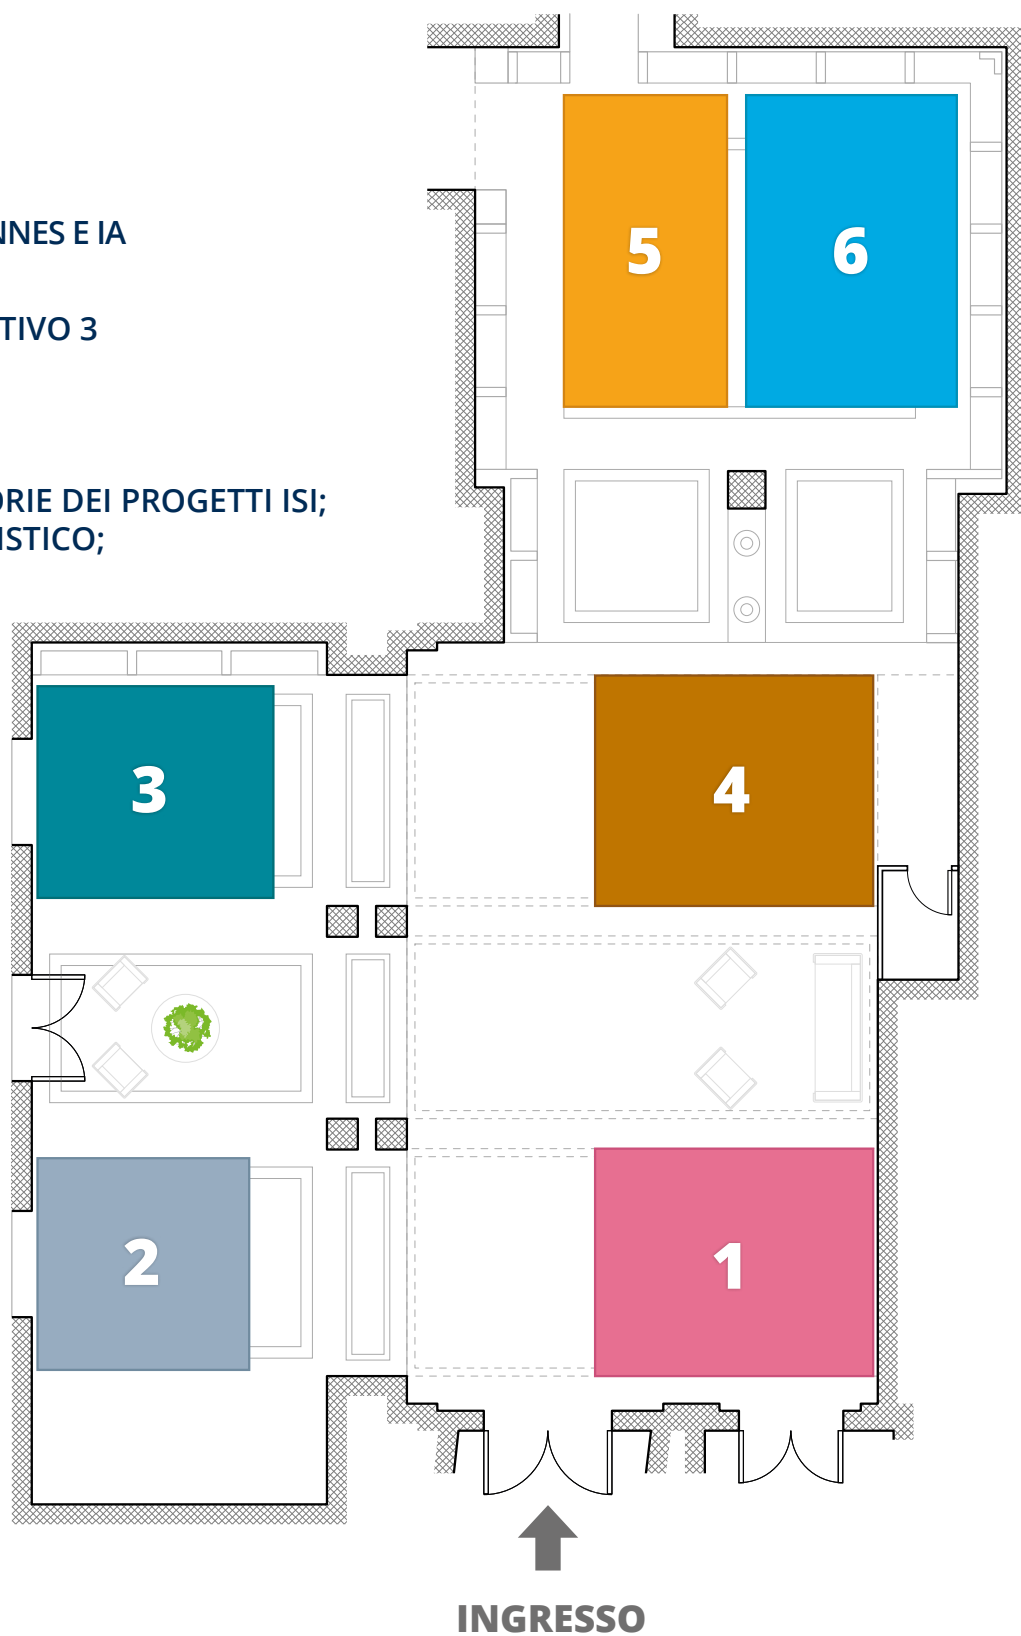 NNES E IA
TIVO 3
ORIE DEI PROGETTI ISI;
ISTICO;
5
6
3
4
2
1
INGRESSO